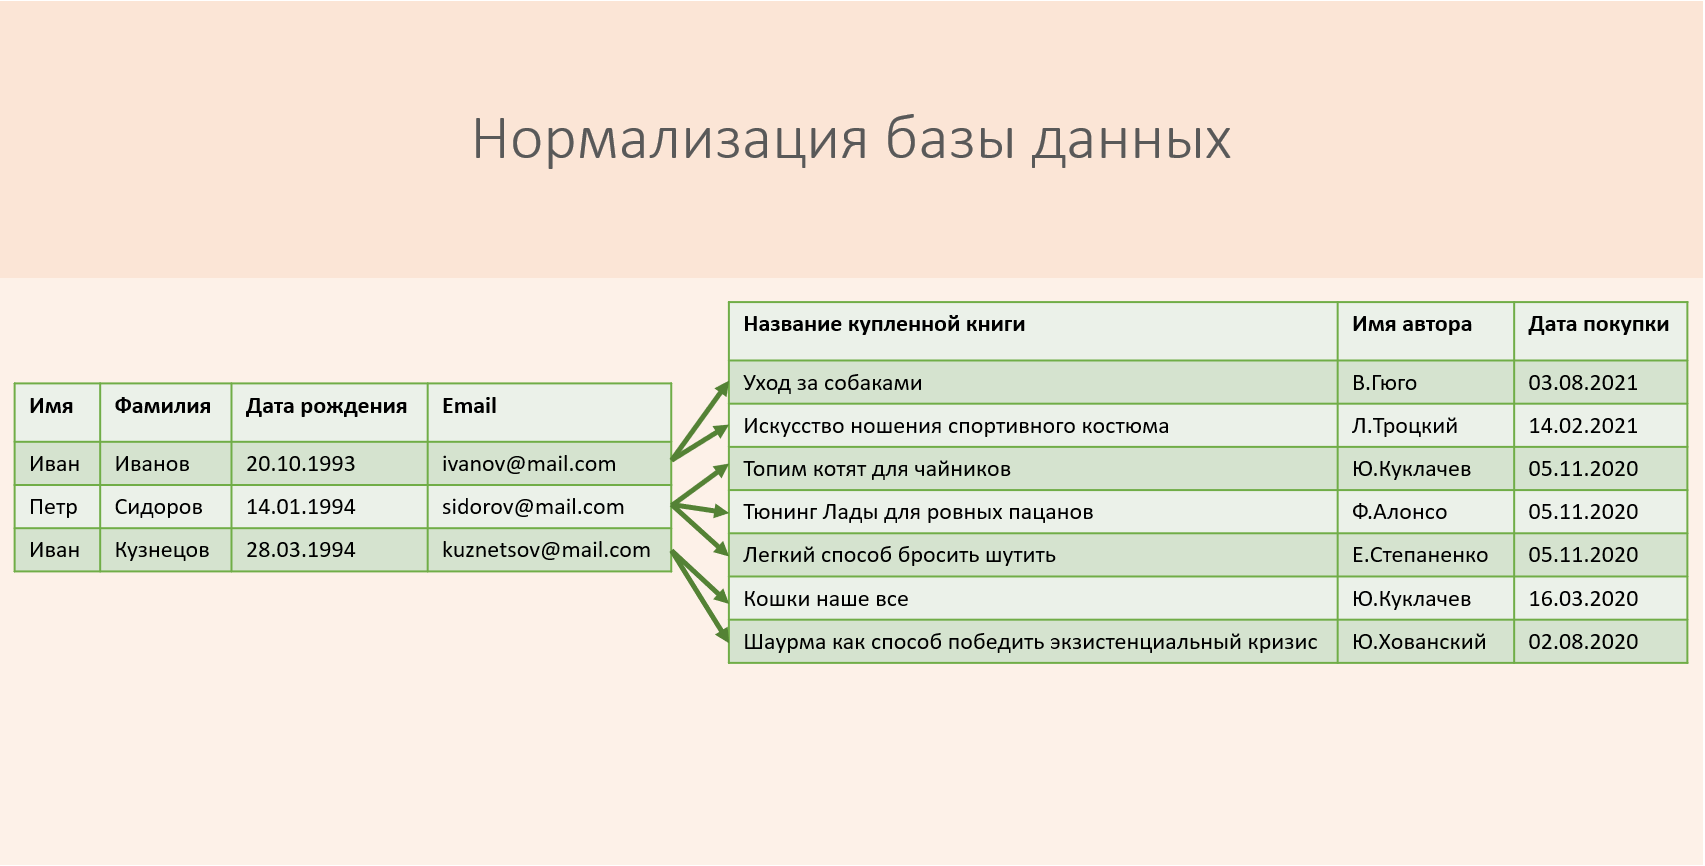 Нормализация базы данных
Имя Фамилия Дата рождения Email
Иван Иванов 20.10.1993 ivanov@mail.com
Петр Сидоров 14.01.1994 sidorov@mail.com
Иван Кузнецов 28.03.1994 kuznetsov@mail.com
Название купленной книги Имя автора Дата покупки
Уход за собаками В.Гюго 03.08.2021
Искусство ношения спортивного костюма Л.Троцкий 14.02.2021
Топим котят для чайников Ю.Куклачев 05.11.2020
Тюнинг Лады для ровных пацанов Ф.Алонсо 05.11.2020
Легкий способ бросить шутить Е.Степаненко 05.11.2020
Кошки наше все Ю.Куклачев 16.03.2020
Шаурма как способ победить экзистенциальный кризис Ю.Хованский 02.08.2020